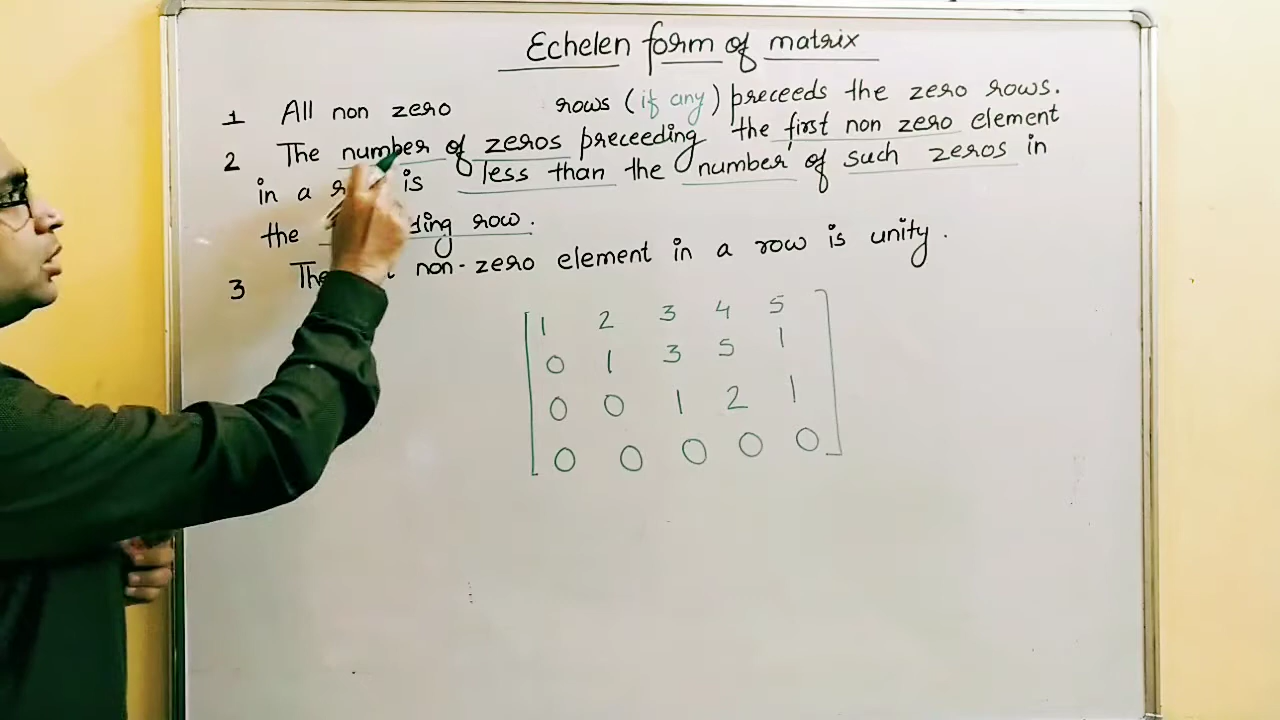 Echelen form of matrix
1 All non zero rows (if any) preceeds the zero rows.
2 The number of zeros preceeding the first non zero element
in a is less than the number of such zeros in
the ding row.
3 The non-zero element in a row is unity.
1 2 3 4 5
0 1 3 5 1
0 0 1 2 1
0 0 0 0 0